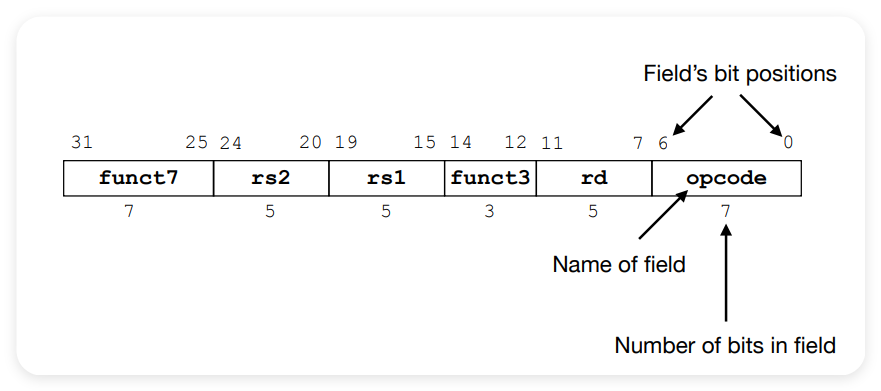 Field's bit positions
31 25 24 20 19 15 14 12 11 7 6 0
funct7 rs2 rs1 funct3 rd opcode
7 5 5 3 5 7
Name of field
Number of bits in field